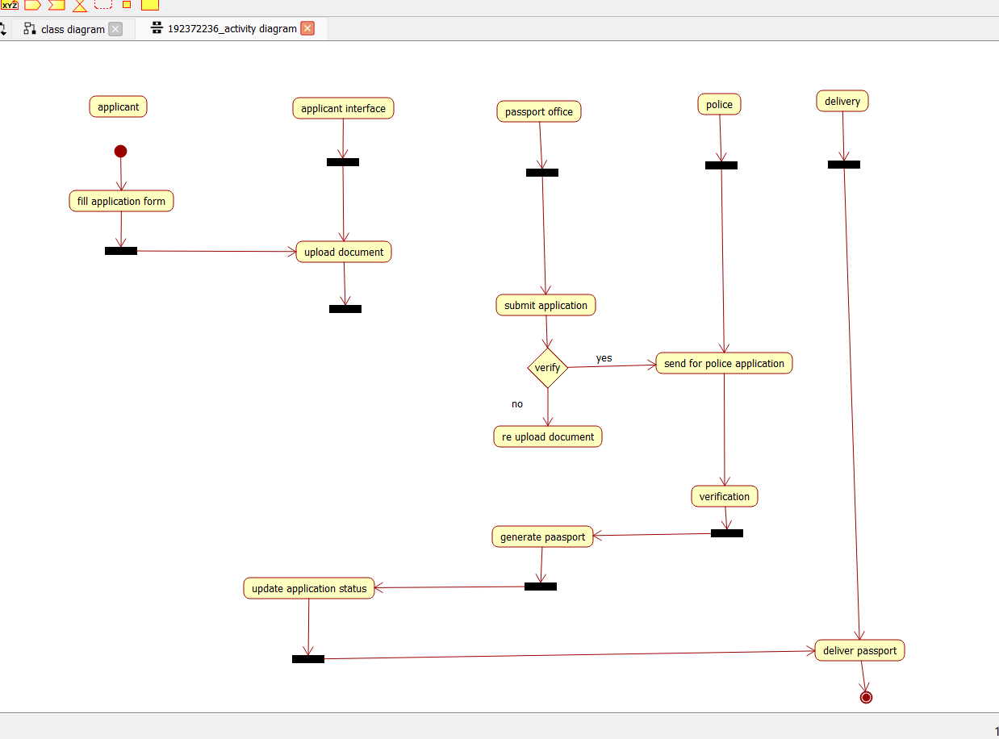 XYZ
class diagram
192372236_activity diagram
applicant
applicant interface
passport office
police
delivery
fill application form
upload document
submit application
verify
yes
send for police application
no
re upload document
verification
generate paasport
update application status
deliver passport
1